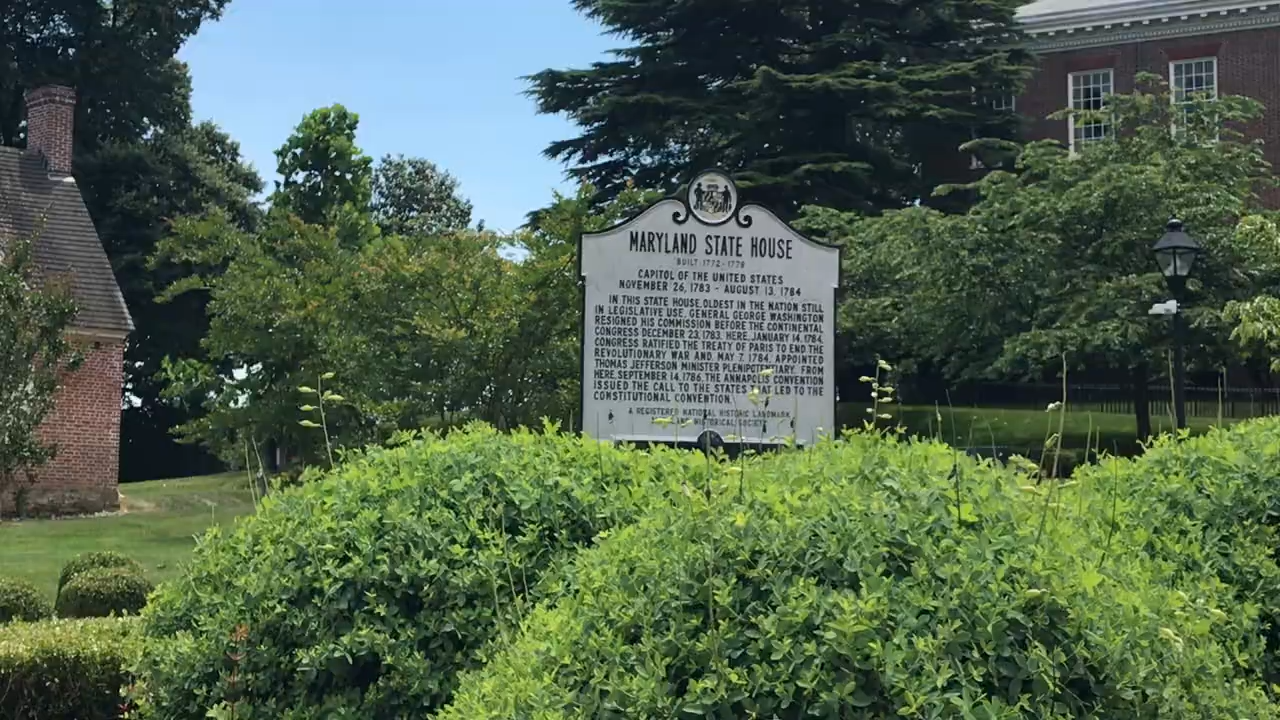 MARYLAND STATE HOUSE
BUILT 1772-1779
CAPITOL OF THE UNITED STATES
NOVEMBER 26, 1783 - AUGUST 13, 1784
IN THIS STATE HOUSE, OLDEST IN THE NATION STILL
IN LEGISLATIVE USE, GENERAL GEORGE WASHINGTON
RESIGNED HIS COMMISSION BEFORE THE CONTINENTAL
CONGRESS DECEMBER 23, 1783. HERE, JANUARY 14, 1784,
CONGRESS RATIFIED THE TREATY OF PARIS TO END THE
REVOLUTIONARY WAR AND, MAY 7, 1784, APPOINTED
THOMAS JEFFERSON MINISTER PLENIPOTENTIARY. FROM
HERE, SEPTEMBER 14, 1786, THE ANNAPOLIS CONVENTION
ISSUED THE CALL TO THE STATES THAT LED TO THE
CONSTITUTIONAL CONVENTION.
A REGISTERED NATIONAL HISTORIC LANDMARK
HISTORICAL SOCIETY